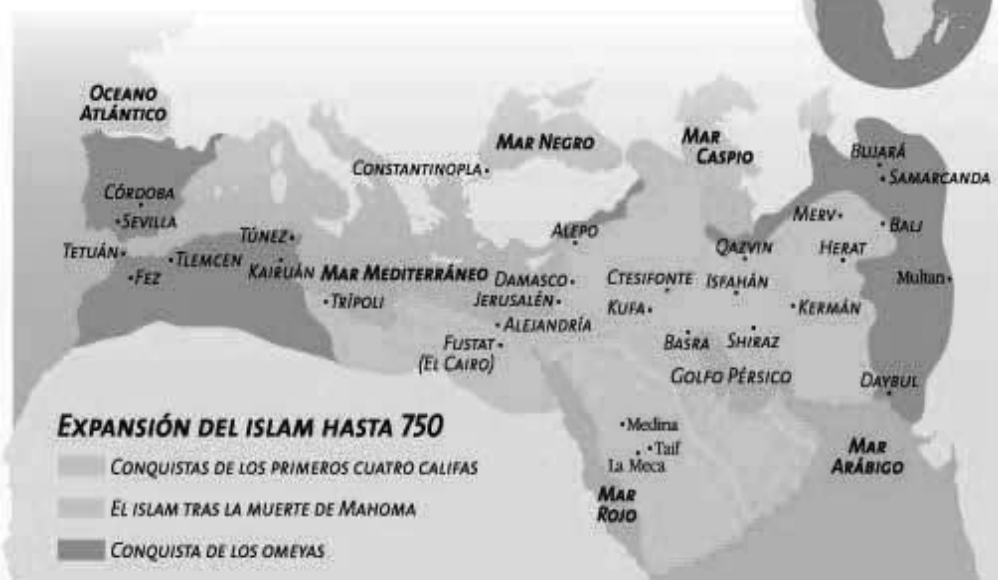 OCEANO
ATLÁNTICO
MAR NEGRO
MAR
CASPIO
BUJARÁ
SAMARCANDA
CONSTANTINOPLA
CÓRDOBA
SEVILLA
MERV
BALJ
ALEPO
TÚNEZ
QAZVIN
HERAT
TETUÁN
TLEMCEN
FEZ
KAIRUÁN
MAR MEDITERRÁNEO
DAMASCO
CTESIFONTE
ISFAHÁN
Multan
TRÍPOLI
JERUSALÉN
KUFA
KERMÁN
ALEJANDRÍA
FUSTAT
(EL CAIRO)
BASRA
SHIRAZ
GOLFO PÉRSICO
DAYBUL
Medina
Taif
La Meca
MAR
ARÁBIGO
MAR
ROJO
EXPANSIÓN DEL ISLAM HASTA 750
CONQUISTAS DE LOS PRIMEROS CUATRO CALIFAS
EL ISLAM TRAS LA MUERTE DE MAHOMA
CONQUISTA DE LOS OMEYAS